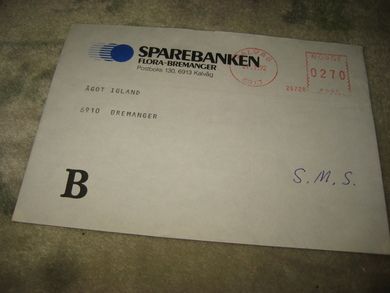 SPAREBANKEN
FLORA-BREMANGER
Postboks 130, 6913 Kalvåg
NORGE
0270
ÅGOT IGLAND
6910 BREMANGER
B
S.M.S.